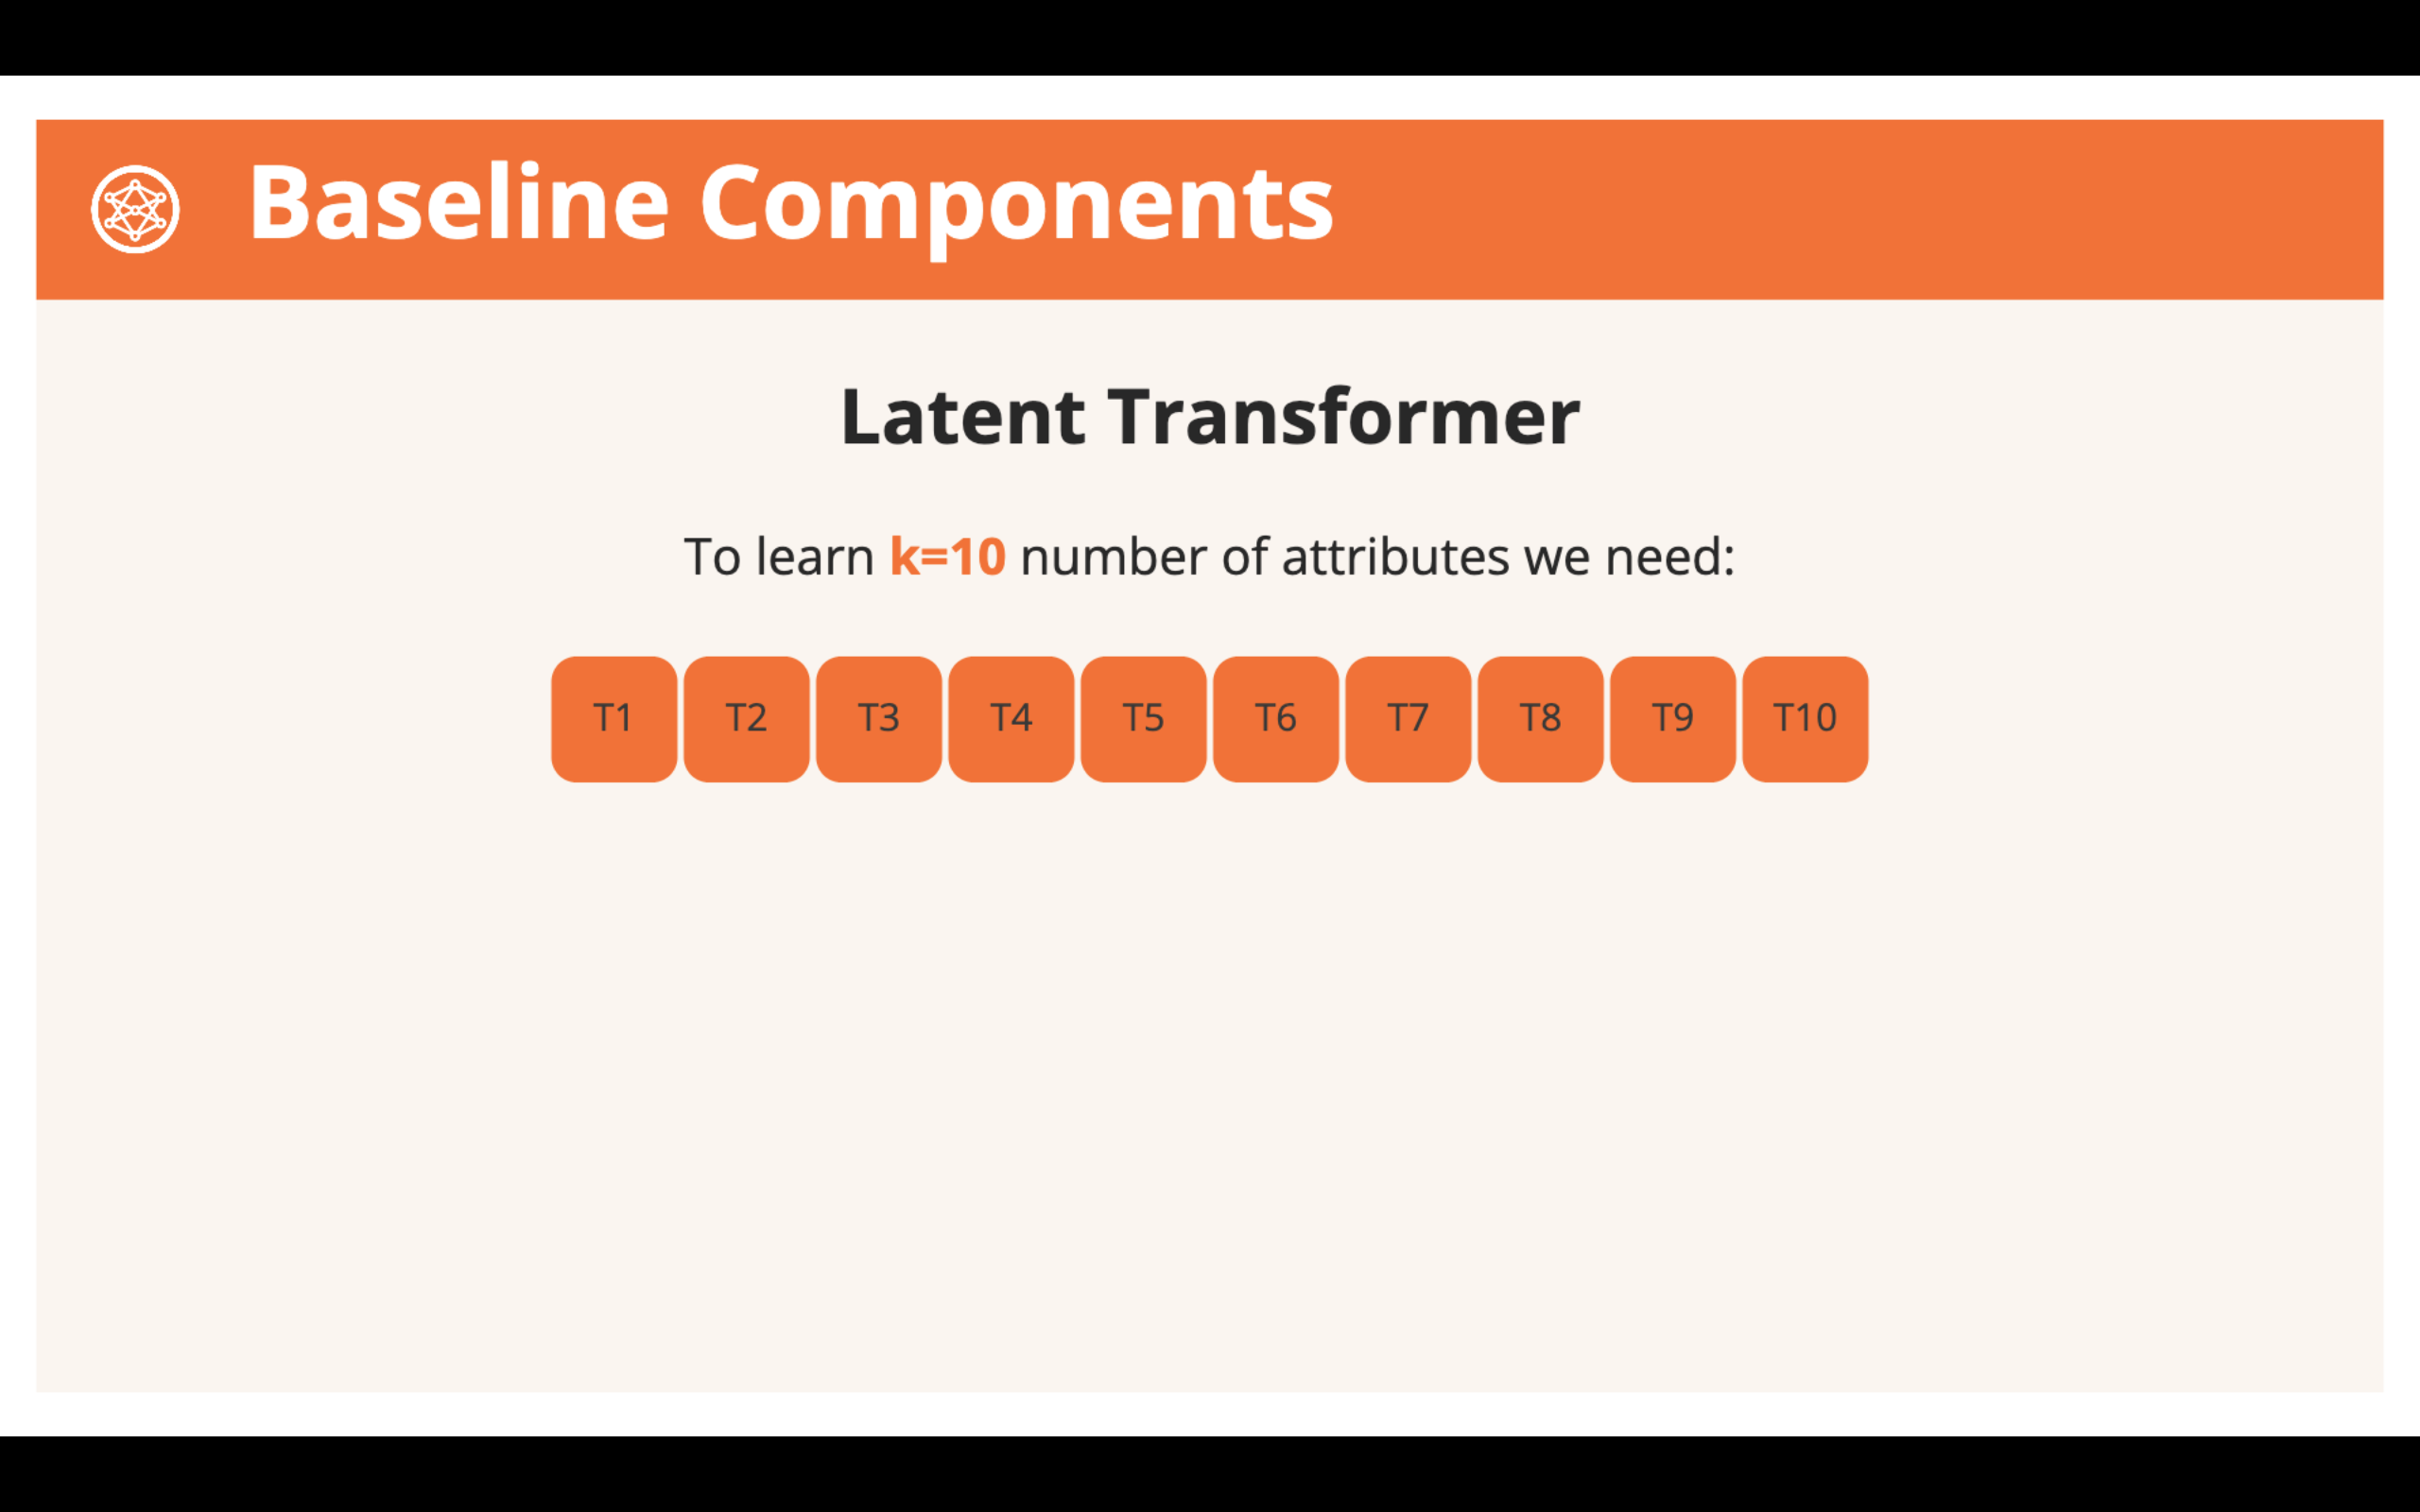 Baseline Components
Latent Transformer
To learn k=10 number of attributes we need:
T1 T2 T3 T4 T5 T6 T7 T8 T9 T10